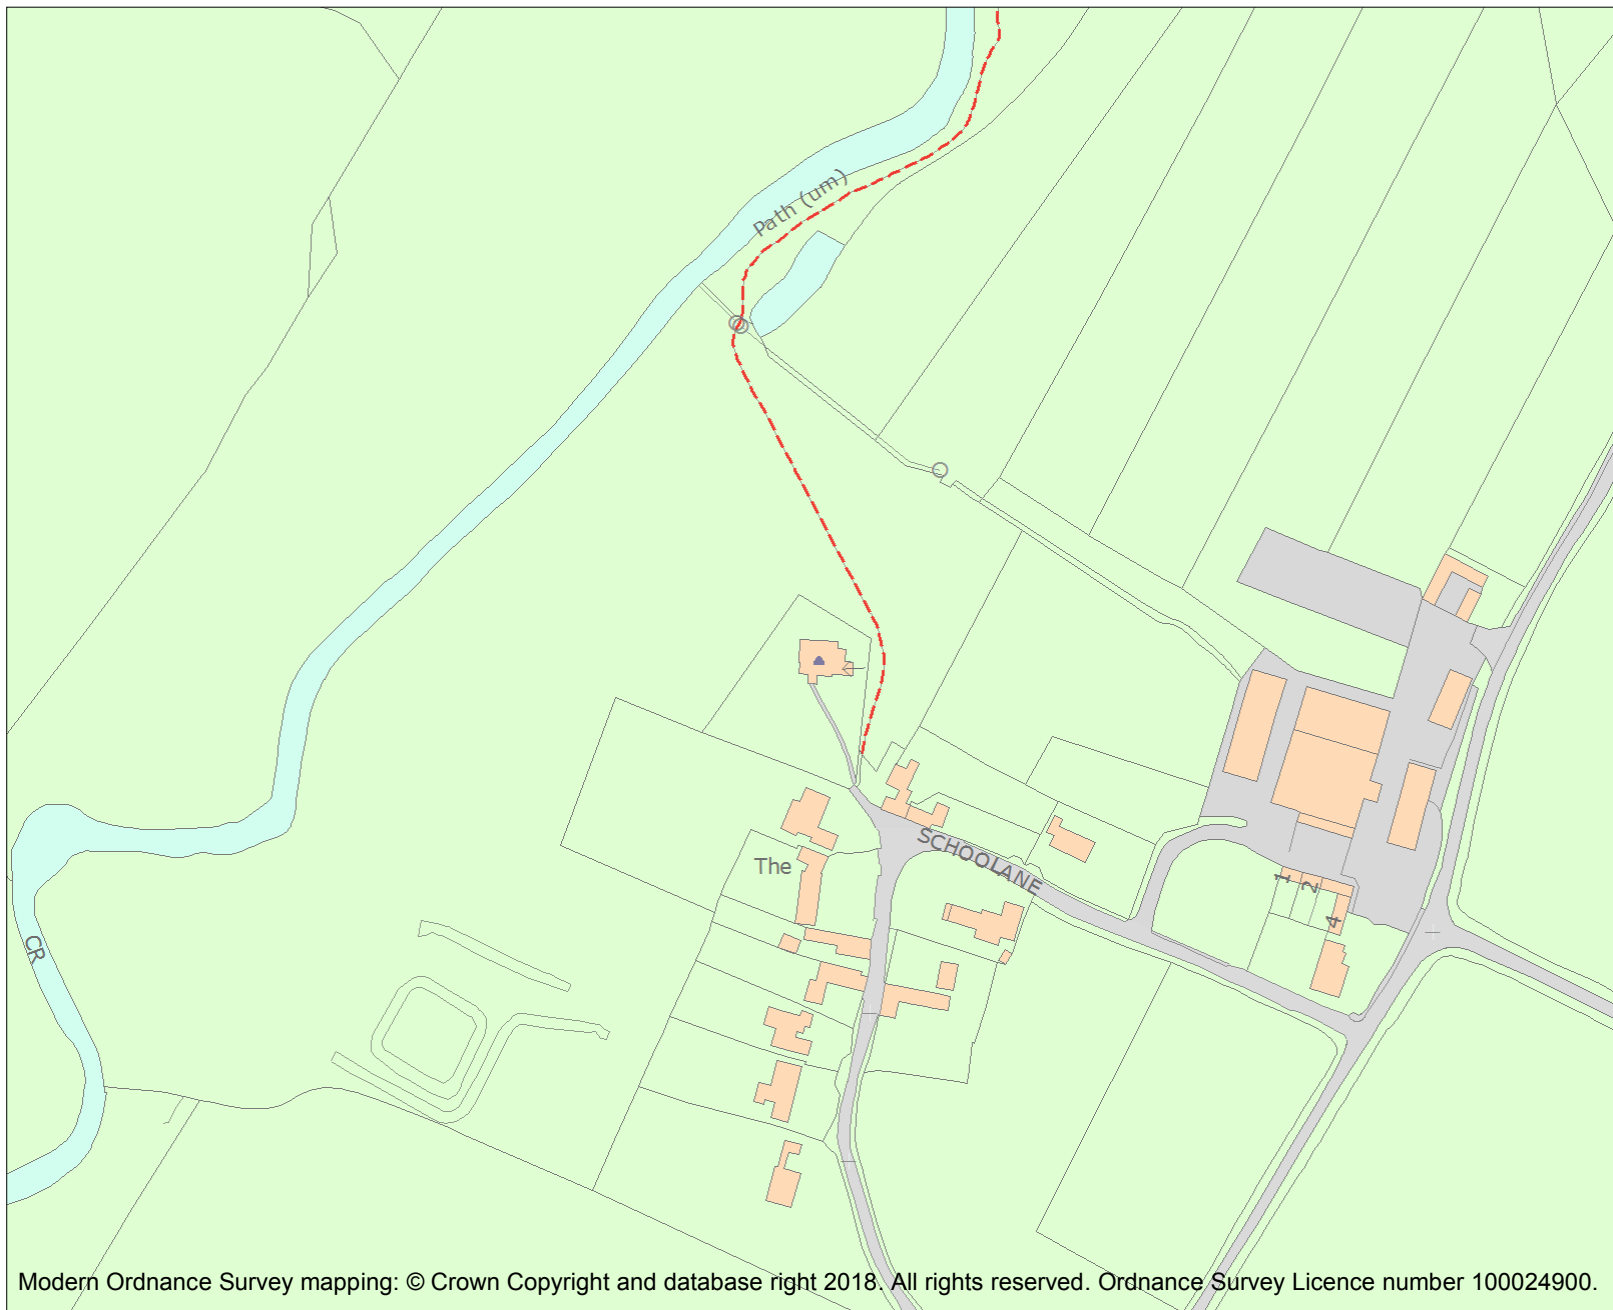 Path (um)
SCHOOLANE
The
1
2
4
CR
Modern Ordnance Survey mapping: © Crown Copyright and database right 2018. All rights reserved. Ordnance Survey Licence number 100024900.